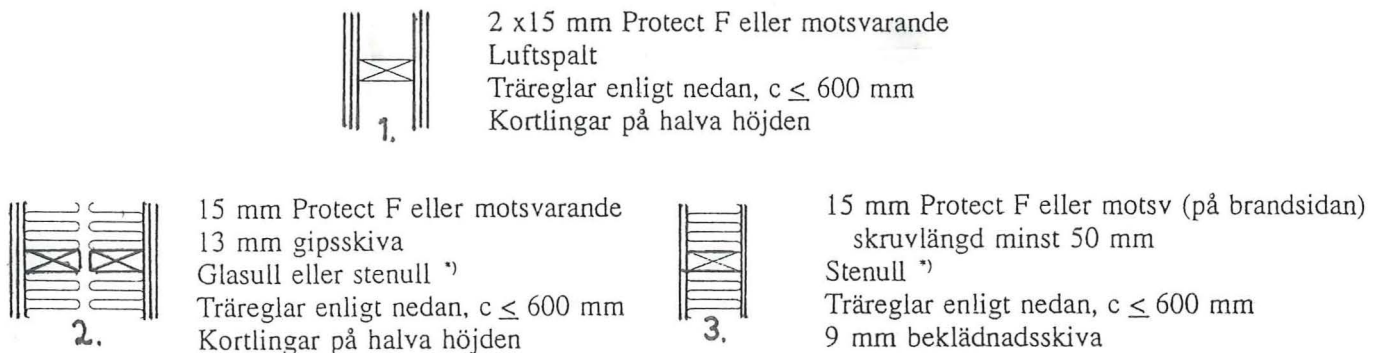 2 x15 mm Protect F eller motsvarande
Luftspalt
Träreglar enligt nedan, c ≤ 600 mm
Kortlingar på halva höjden
1.
15 mm Protect F eller motsvarande
13 mm gipsskiva
Glasull eller stenull *)
Träreglar enligt nedan, c ≤ 600 mm
Kortlingar på halva höjden
2.
15 mm Protect F eller motsv (på brandsidan)
skruvlängd minst 50 mm
Stenull *)
Träreglar enligt nedan, c ≤ 600 mm
9 mm beklädnadsskiva
3.